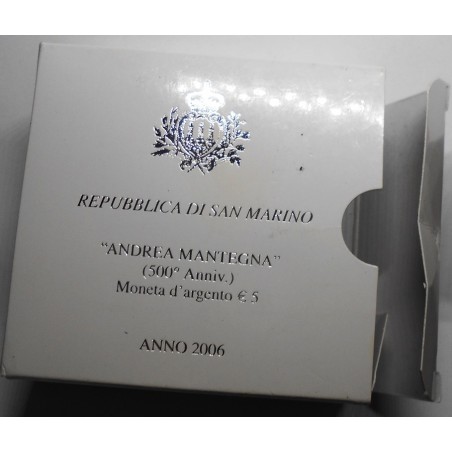 REPUBBLICA DI SAN MARINO
"ANDREA MANTEGNA"
(500° Anniv.)
Moneta d'argento € 5
ANNO 2006